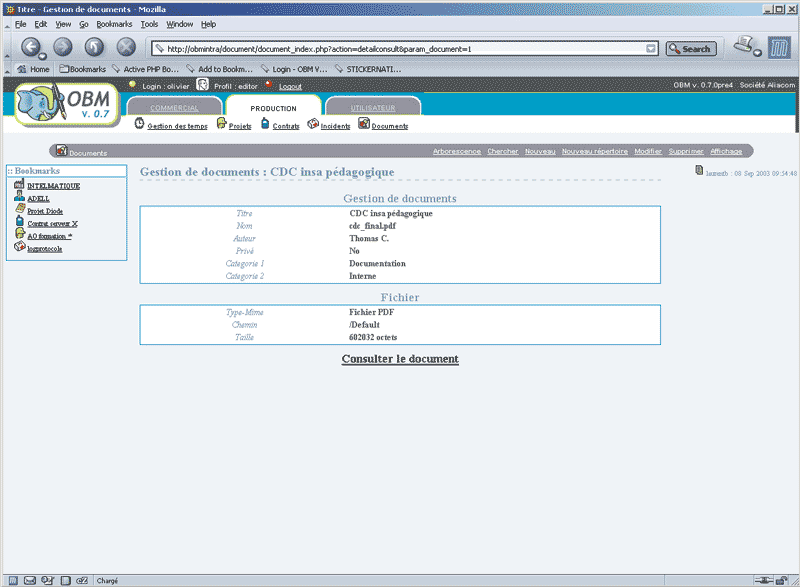 Titre - Gestion de documents - Mozilla
File Edit View Go Bookmarks Tools Window Help
http://obmintra/document/document_index.php?action=detailconsult&param_document=1
Search
Home Bookmarks Active PHP Bo... Add to Bookm... Login - OBM V... STICKERNATI...
Login : olivier Profil : editor Logout
OBM v. 0.7.0pre4 Société Aliacom
OBM
v. 0.7
COMMERCIAL PRODUCTION UTILISATEUR
Gestion des temps Projets Contrats Incidents Documents
Documents
Arborescence Chercher Nouveau Nouveau répertoire Modifier Supprimer Affichage
:: Bookmarks
INTELMATIQUE
ADELL
Projet Diode
Contrat serveur X
AO formation *
logprotocole
Gestion de documents : CDC insa pédagogique
laurentb : 08 Sep 2003 09:54:48
Gestion de documents
Titre CDC insa pédagogique
Nom cdc_final.pdf
Auteur Thomas C.
Privé No
Categorie 1 Documentation
Categorie 2 Interne
Fichier
Type-Mime Fichier PDF
Chemin /Default
Taille 602032 octets
Consulter le document
Chargé